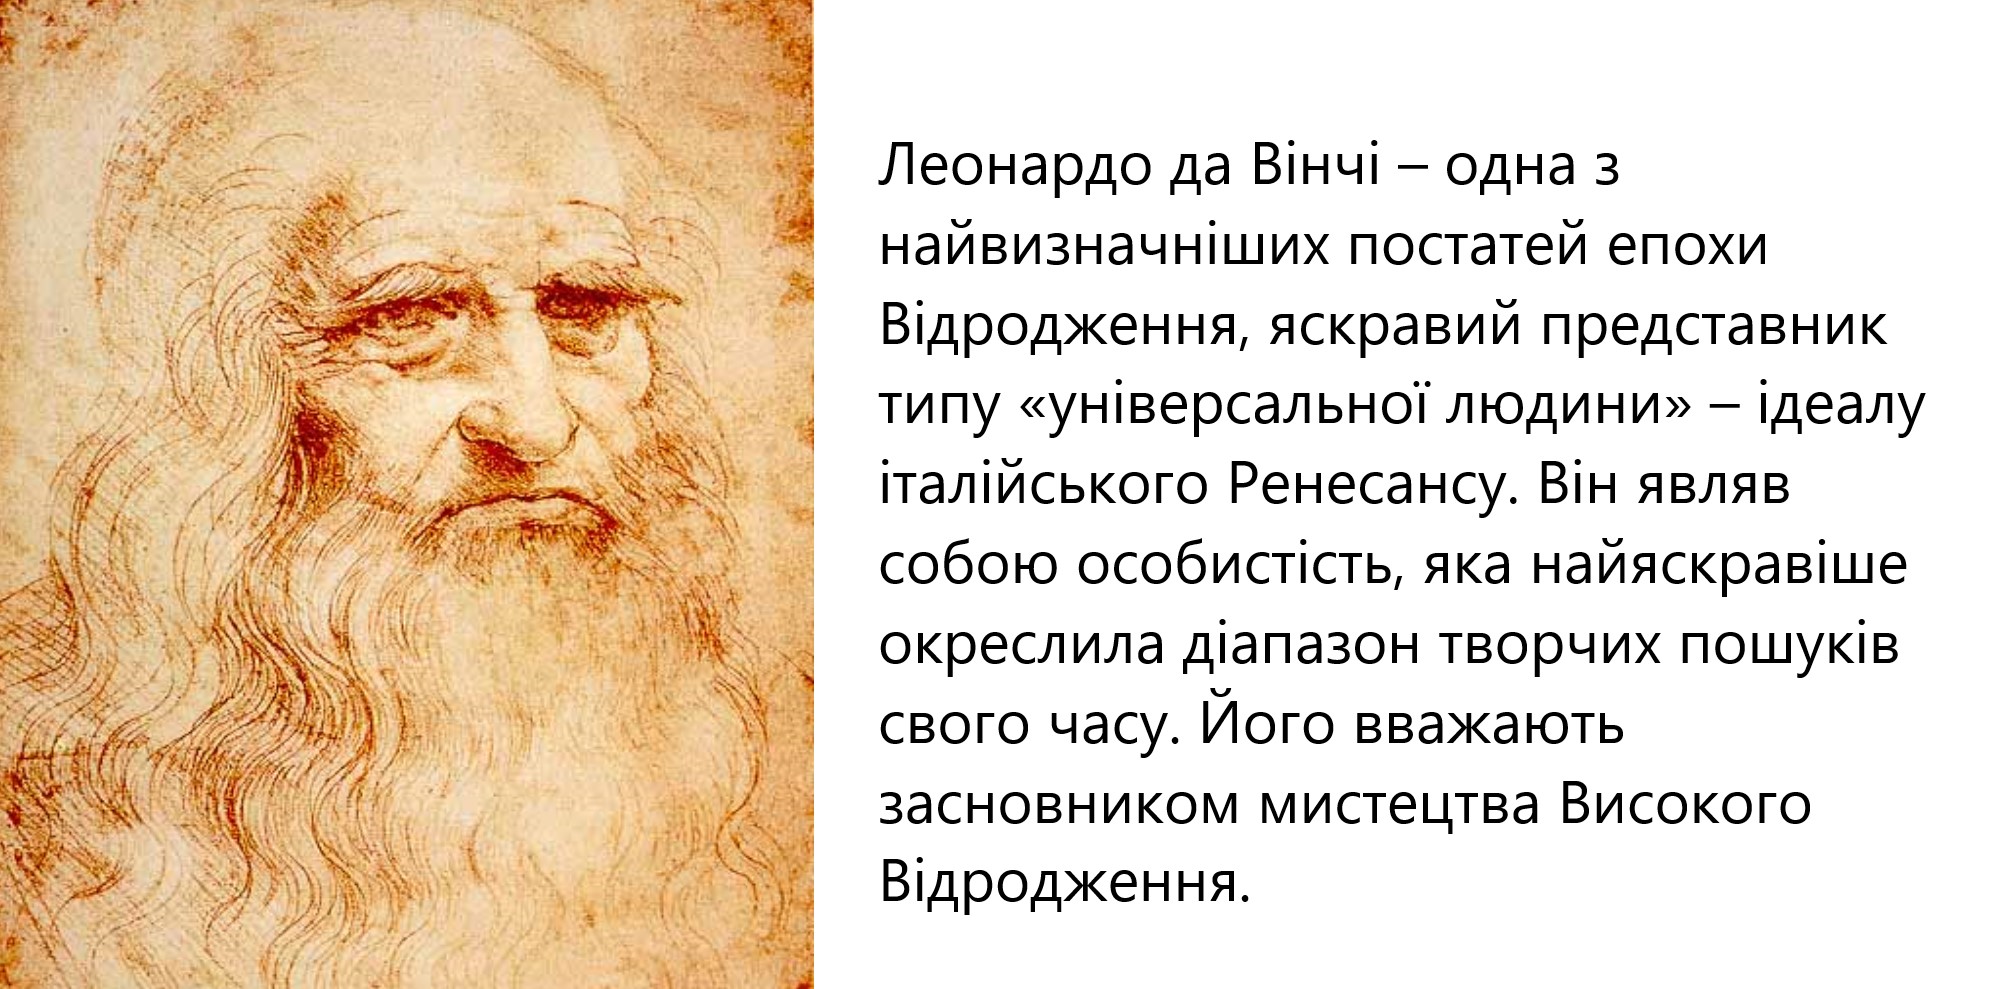 Леонардо да Вінчі – одна з
найвизначніших постатей епохи
Відродження, яскравий представник
типу «універсальної людини» – ідеалу
італійського Ренесансу. Він являв
собою особистість, яка найяскравіше
окреслила діапазон творчих пошуків
свого часу. Його вважають
засновником мистецтва Високого
Відродження.